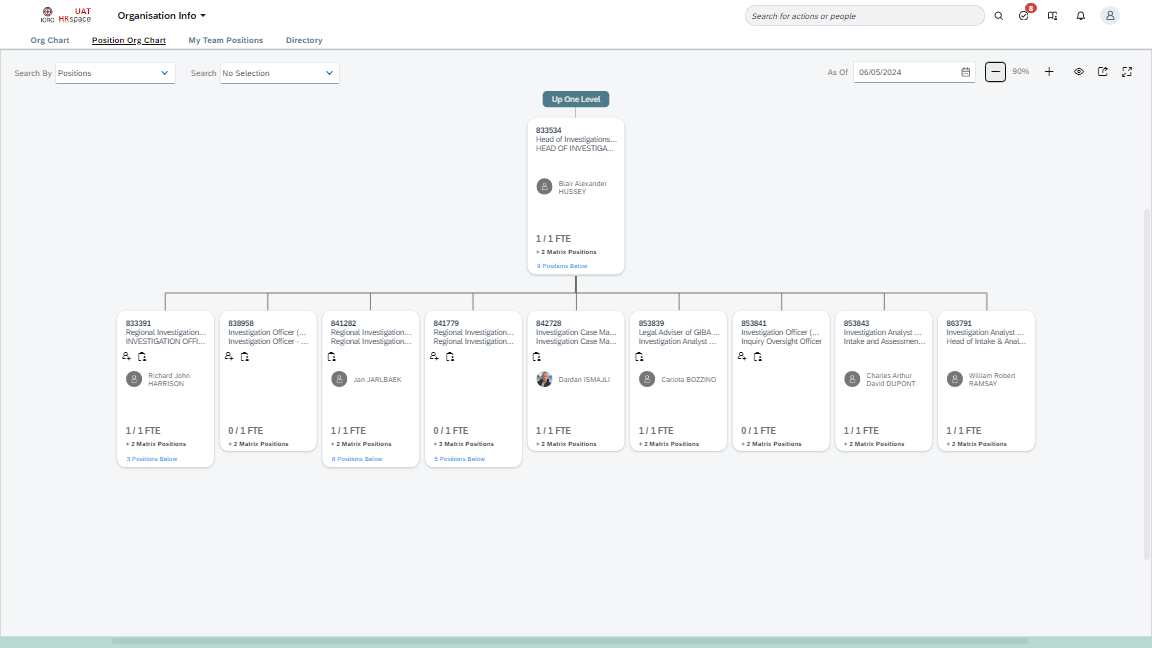 ICRC
UAT
HRspace
Organisation Info
Search for actions or people
8
Org Chart
Position Org Chart
My Team Positions
Directory
Search By
Positions
Search
No Selection
As Of
06/05/2024
90%
Up One Level
833534
Head of Investigations...
HEAD OF INVESTIGA...
Blair Alexander
HUSSEY
1 / 1 FTE
+ 2 Matrix Positions
9 Positions Below
833391
Regional Investigation...
INVESTIGATION OFFI...
Richard John
HARRISON
1 / 1 FTE
+ 2 Matrix Positions
3 Positions Below
838958
Investigation Officer (...
Investigation Officer - ...
0 / 1 FTE
+ 2 Matrix Positions
841282
Regional Investigation...
Regional Investigation...
Jan JARLBAEK
1 / 1 FTE
+ 2 Matrix Positions
6 Positions Below
841779
Regional Investigation...
Regional Investigation...
0 / 1 FTE
+ 3 Matrix Positions
5 Positions Below
842728
Investigation Case Ma...
Investigation Case Ma...
Dardan ISMAJLI
1 / 1 FTE
+ 2 Matrix Positions
853839
Legal Adviser of GIBA ...
Investigation Analyst ...
Carlota BOZZINO
1 / 1 FTE
+ 2 Matrix Positions
853841
Investigation Officer (...
Inquiry Oversight Officer
0 / 1 FTE
+ 2 Matrix Positions
853843
Investigation Analyst ...
Intake and Assessmen...
Charles Arthur
David DUPONT
1 / 1 FTE
+ 2 Matrix Positions
863791
Investigation Analyst ...
Head of Intake & Anal...
William Robert
RAMSAY
1 / 1 FTE
+ 2 Matrix Positions